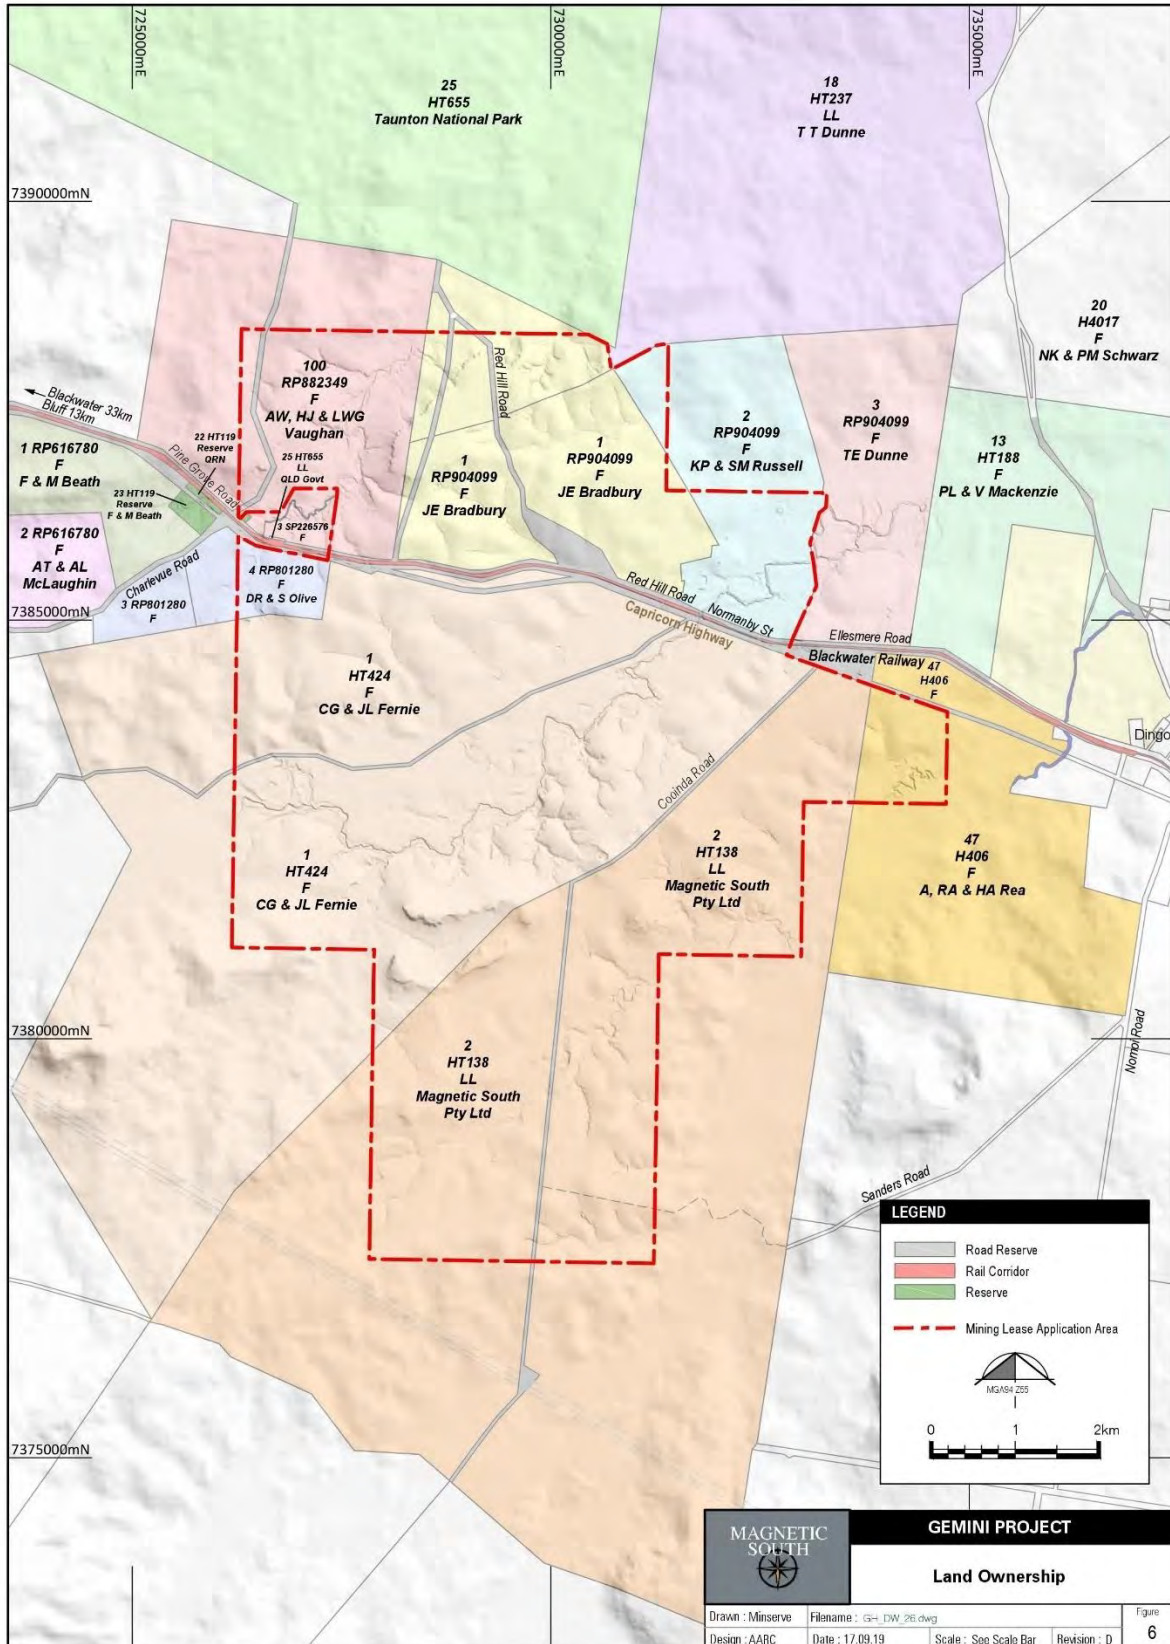 725000mE
730000mE
735000mE
25
HT655
Taunton National Park
18
HT237
LL
T T Dunne
7390000mN
20
H4017
F
NK & PM Schwarz
Blackwater 33km
Bluff 13km
100
RP882349
F
AW, HJ & LWG
Vaughan
Red Hill Road
2
RP904099
F
KP & SM Russell
3
RP904099
F
TE Dunne
13
HT188
F
PL & V Mackenzie
1 RP616780
F
F & M Beath
22 HT119
Reserve
QRN
Pine Grove Road
25 HT655
LL
QLD Govt
1
RP904099
F
JE Bradbury
1
RP904099
F
JE Bradbury
23 HT119
Reserve
F & M Beath
3 SP226576
F
2 RP616780
F
AT & AL
McLaughin
Charlevue Road
4 RP801280
F
DR & S Olive
3 RP801280
F
7385000mN
Red Hill Road
Normanby St
Capricorn Highway
Ellesmere Road
Blackwater Railway
47
H406
F
Dingo
1
HT424
F
CG & JL Fernie
Cooinda Road
1
HT424
F
CG & JL Fernie
2
HT138
LL
Magnetic South
Pty Ltd
47
H406
F
A, RA & HA Rea
7380000mN
2
HT138
LL
Magnetic South
Pty Ltd
Nomoi Road
Sanders Road
LEGEND
Road Reserve
Rail Corridor
Reserve
Mining Lease Application Area
MGA94 Z55
0 1 2km
7375000mN
MAGNETIC
SOUTH
GEMINI PROJECT
Land Ownership
Drawn : Minserve
Filename : GH_DW_26.dwg
Figure
6
Design : AARC
Date : 17.09.19
Scale : See Scale Bar
Revision : D